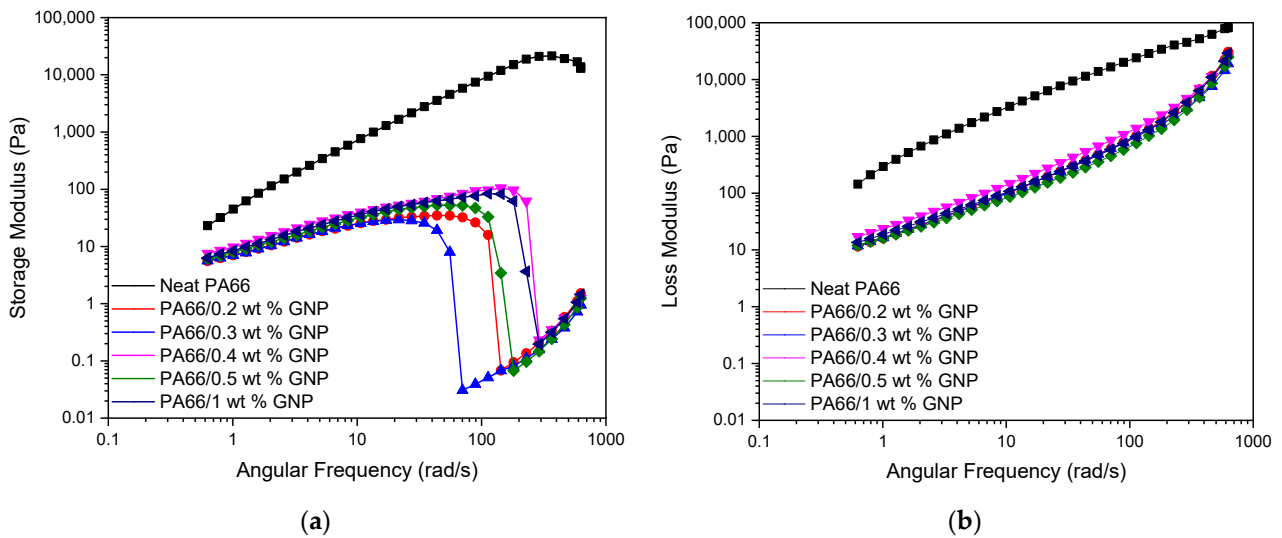 100,000
10,000
1,000
100
10
1
0.1
0.01
Storage Modulus (Pa)
Neat PA66
PA66/0.2 wt % GNP
PA66/0.3 wt % GNP
PA66/0.4 wt % GNP
PA66/0.5 wt % GNP
PA66/1 wt % GNP
0.1 1 10 100 1000
Angular Frequency (rad/s)
(a)
100,000
10,000
1,000
100
10
1
0.1
0.01
Loss Modulus (Pa)
Neat PA66
PA66/0.2 wt % GNP
PA66/0.3 wt % GNP
PA66/0.4 wt % GNP
PA66/0.5 wt % GNP
PA66/1 wt % GNP
0.1 1 10 100 1000
Angular Frequency (rad/s)
(b)